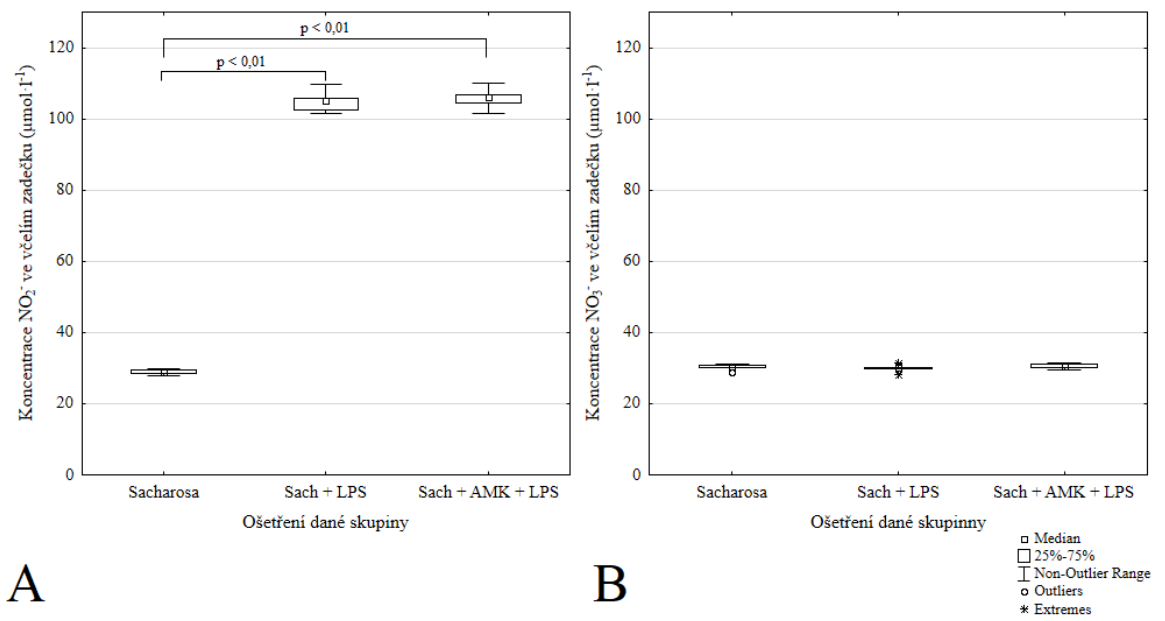 p < 0,01
p < 0,01
Koncentrace NO₂⁻ ve včelím zadečku (μmol·l⁻¹)
120
100
80
60
40
20
0
Sacharosa
Sach + LPS
Sach + AMK + LPS
Ošetření dané skupiny
A
Koncentrace NO₃⁻ ve včelím zadečku (μmol·l⁻¹)
120
100
80
60
40
20
0
Sacharosa
Sach + LPS
Sach + AMK + LPS
Ošetření dané skupinny
B
Median
25%-75%
Non-Outlier Range
Outliers
Extremes